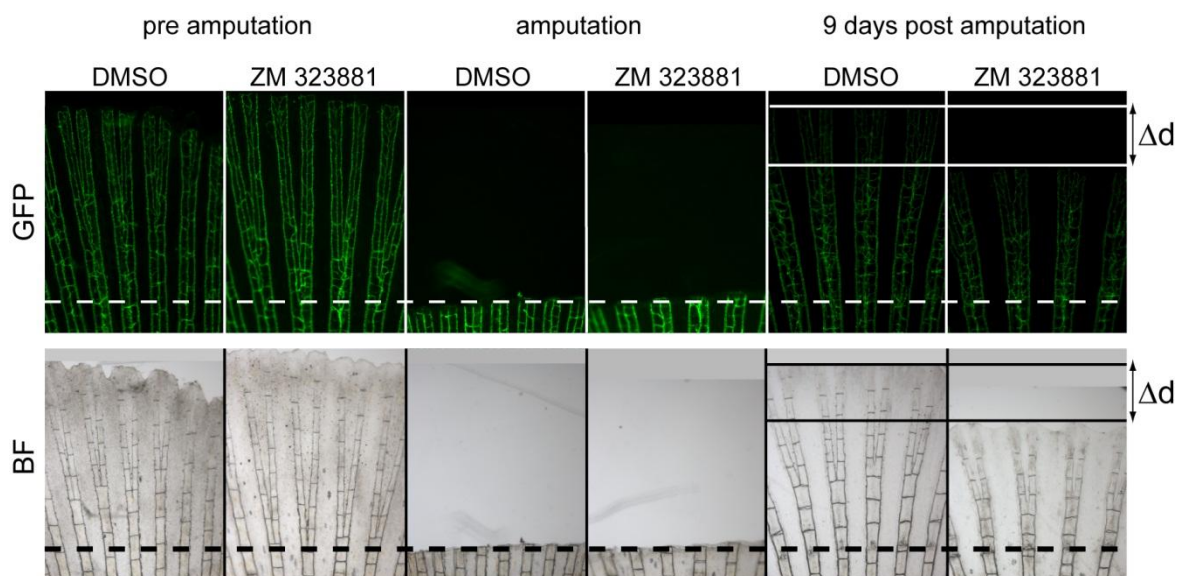 pre amputation amputation 9 days post amputation
DMSO ZM 323881 DMSO ZM 323881 DMSO ZM 323881
GFP
Δd
BF
Δd